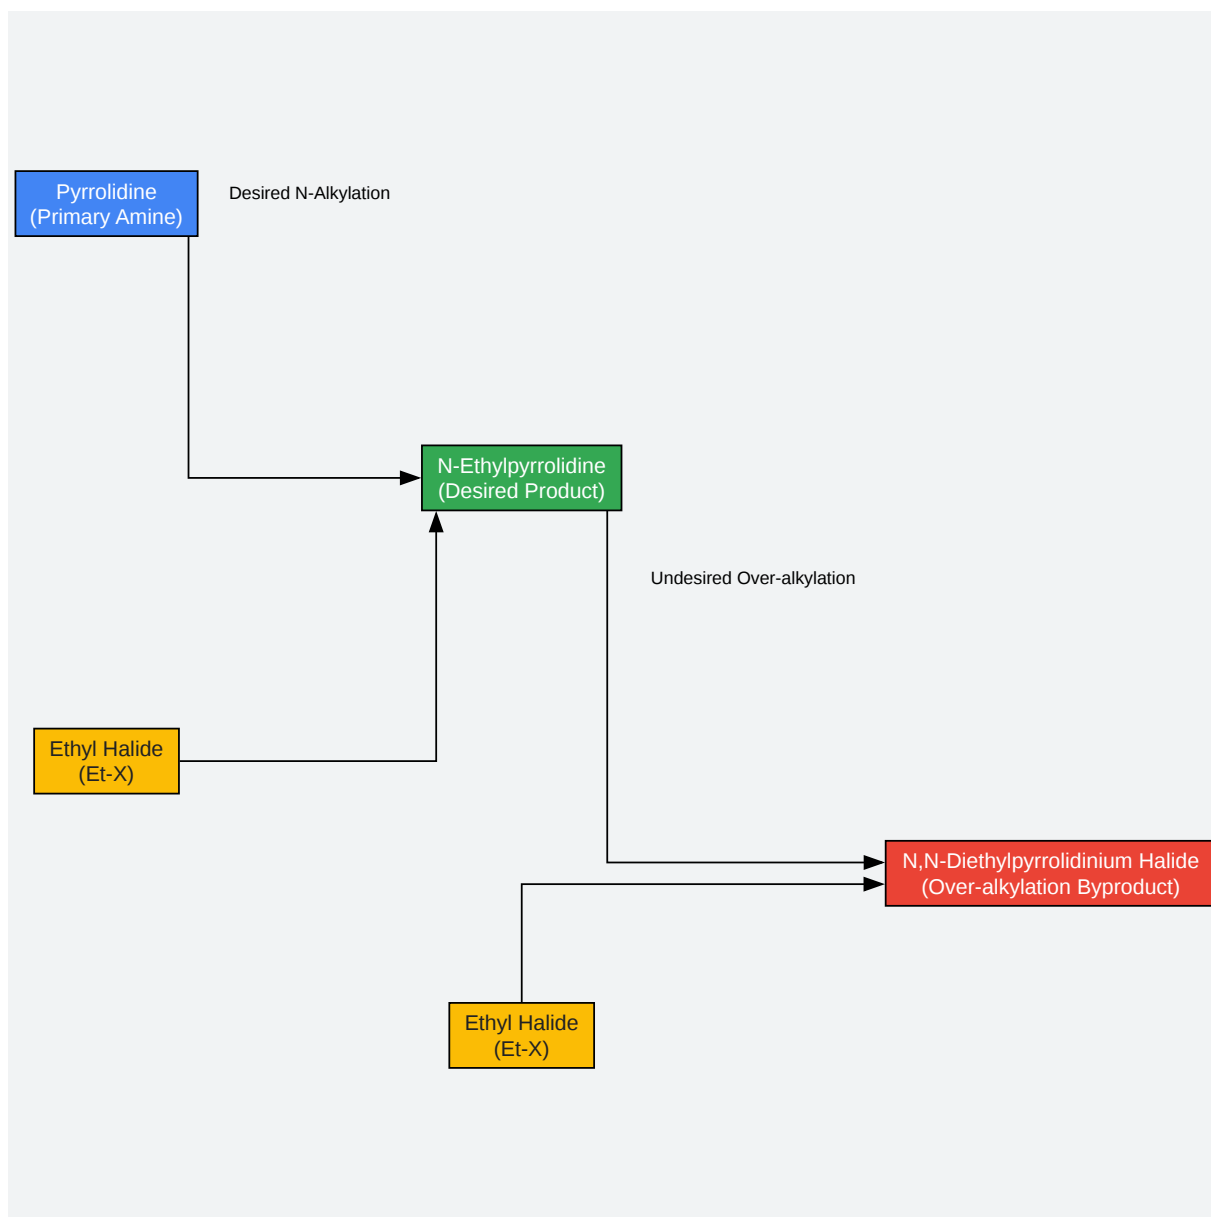 Pyrrolidine
(Primary Amine)
Desired N-Alkylation
N-Ethylpyrrolidine
(Desired Product)
Undesired Over-alkylation
Ethyl Halide
(Et-X)
N,N-Diethylpyrrolidinium Halide
(Over-alkylation Byproduct)
Ethyl Halide
(Et-X)